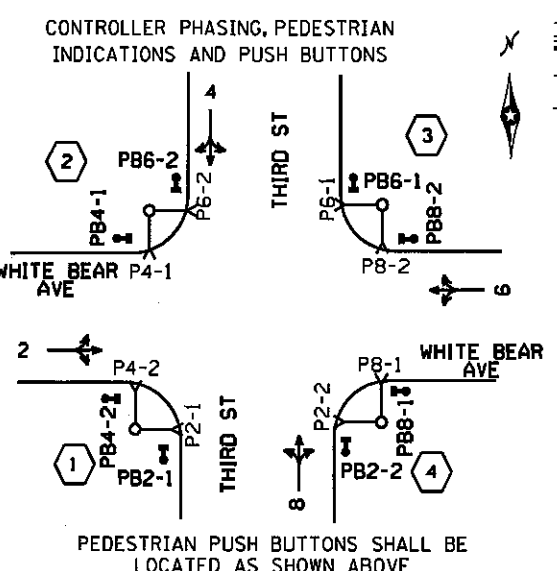 CONTROLLER PHASING, PEDESTRIAN
INDICATIONS AND PUSH BUTTONS
N
4
2
PB6-2
PB4-1
P6-2
THIRD ST
3
PB6-1
P6-1
PB8-2
P8-2
WHITE BEAR
AVE
P4-1
6
2
P4-2
PB4-2
P2-1
1
PB2-1
THIRD ST
P8-1
WHITE BEAR
AVE
P2-2
PB8-1
PB2-2
4
8
PEDESTRIAN PUSH BUTTONS SHALL BE
LOCATED AS SHOWN ABOVE